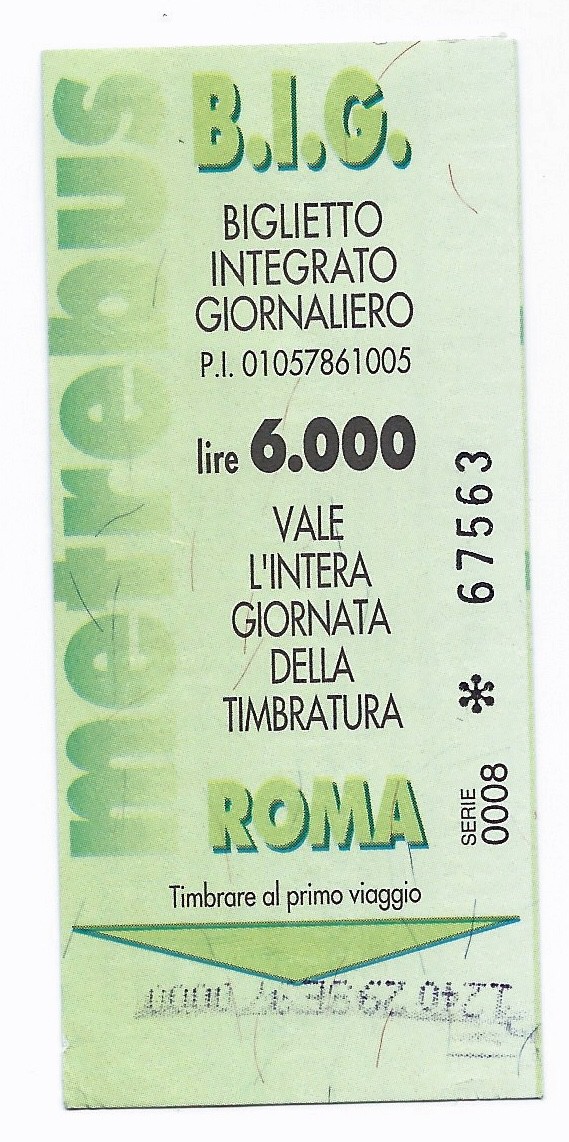 metrebus
B.I.G.
BIGLIETTO
INTEGRATO
GIORNALIERO
P.I. 01057861005
lire 6.000
VALE
L'INTERA
GIORNATA
DELLA
TIMBRATURA
ROMA
SERIE
0008 * 67563
Timbrare al primo viaggio